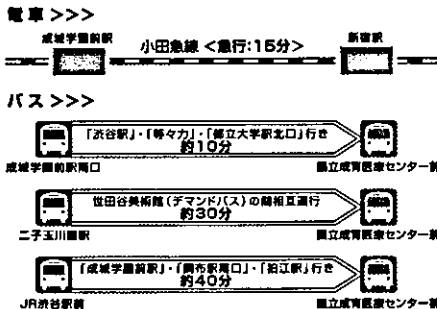 電車>>>
成城学園前駅
小田急線<急行:15分>
新宿駅
バス>>>
「渋谷駅」・「等々力」・「都立大学駅北口」行き
約10分
成城学園前駅南口
国立成育医療センター前
世田谷美術館(デマンドバス)の間相互運行
約30分
二子玉川園駅
国立成育医療センター前
「成城学園前駅」・「調布駅南口」・「狛江駅」行き
約40分
JR渋谷駅前
国立成育医療センター前